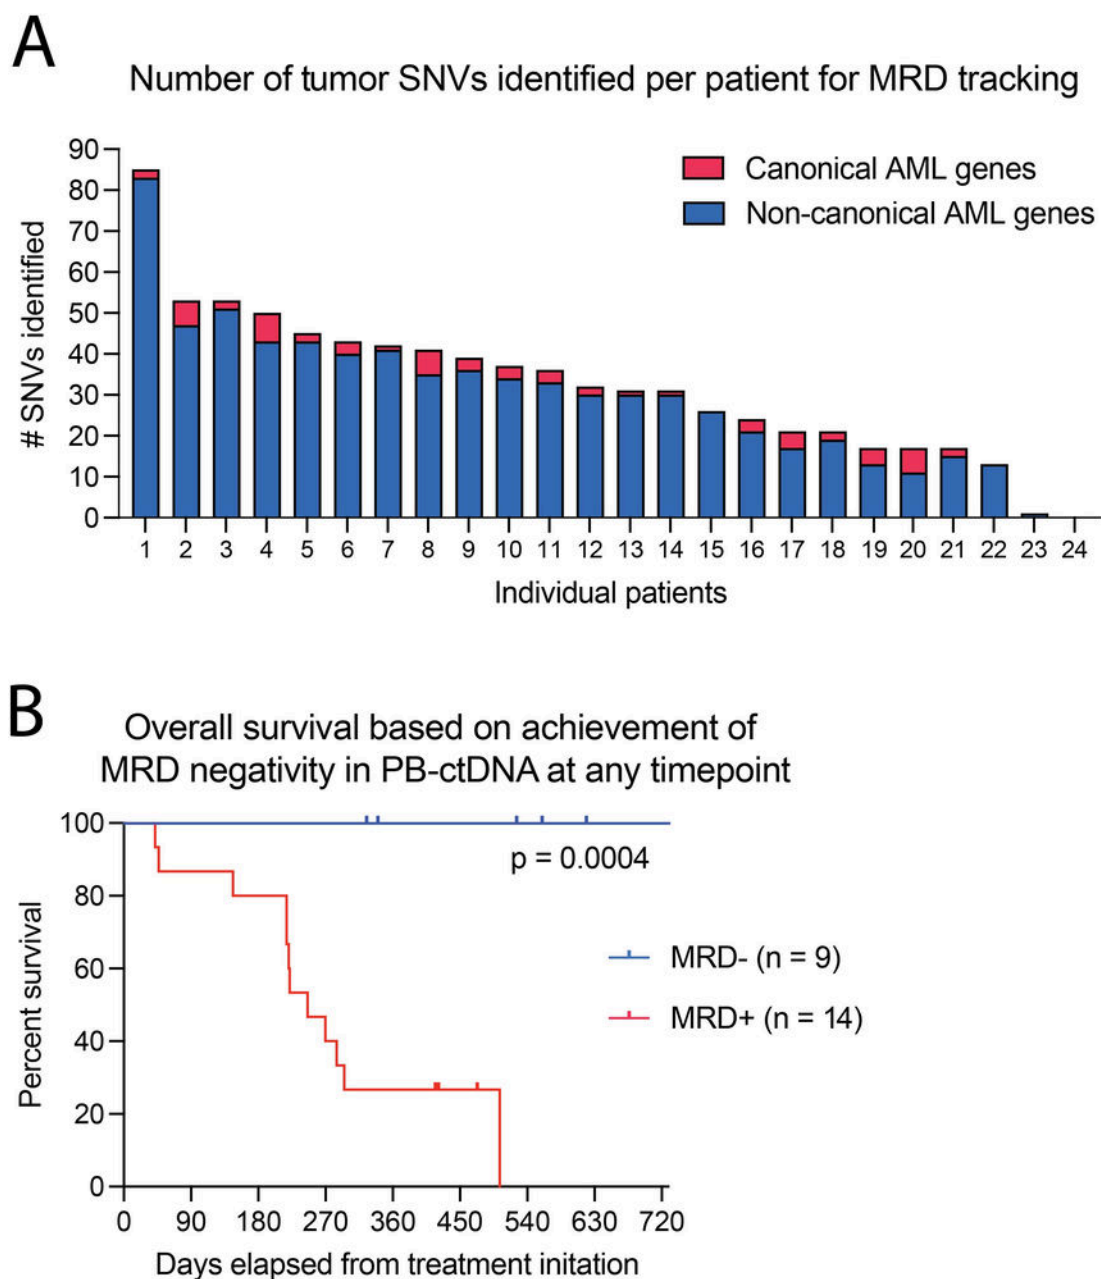 A
Number of tumor SNVs identified per patient for MRD tracking
90
80
70
60
50
40
30
20
10
0
# SNVs identified
Canonical AML genes
Non-canonical AML genes
1 2 3 4 5 6 7 8 9 10 11 12 13 14 15 16 17 18 19 20 21 22 23 24
Individual patients
B
Overall survival based on achievement of
MRD negativity in PB-ctDNA at any timepoint
100
80
60
40
20
0
Percent survival
p = 0.0004
MRD- (n = 9)
MRD+ (n = 14)
0 90 180 270 360 450 540 630 720
Days elapsed from treatment initation